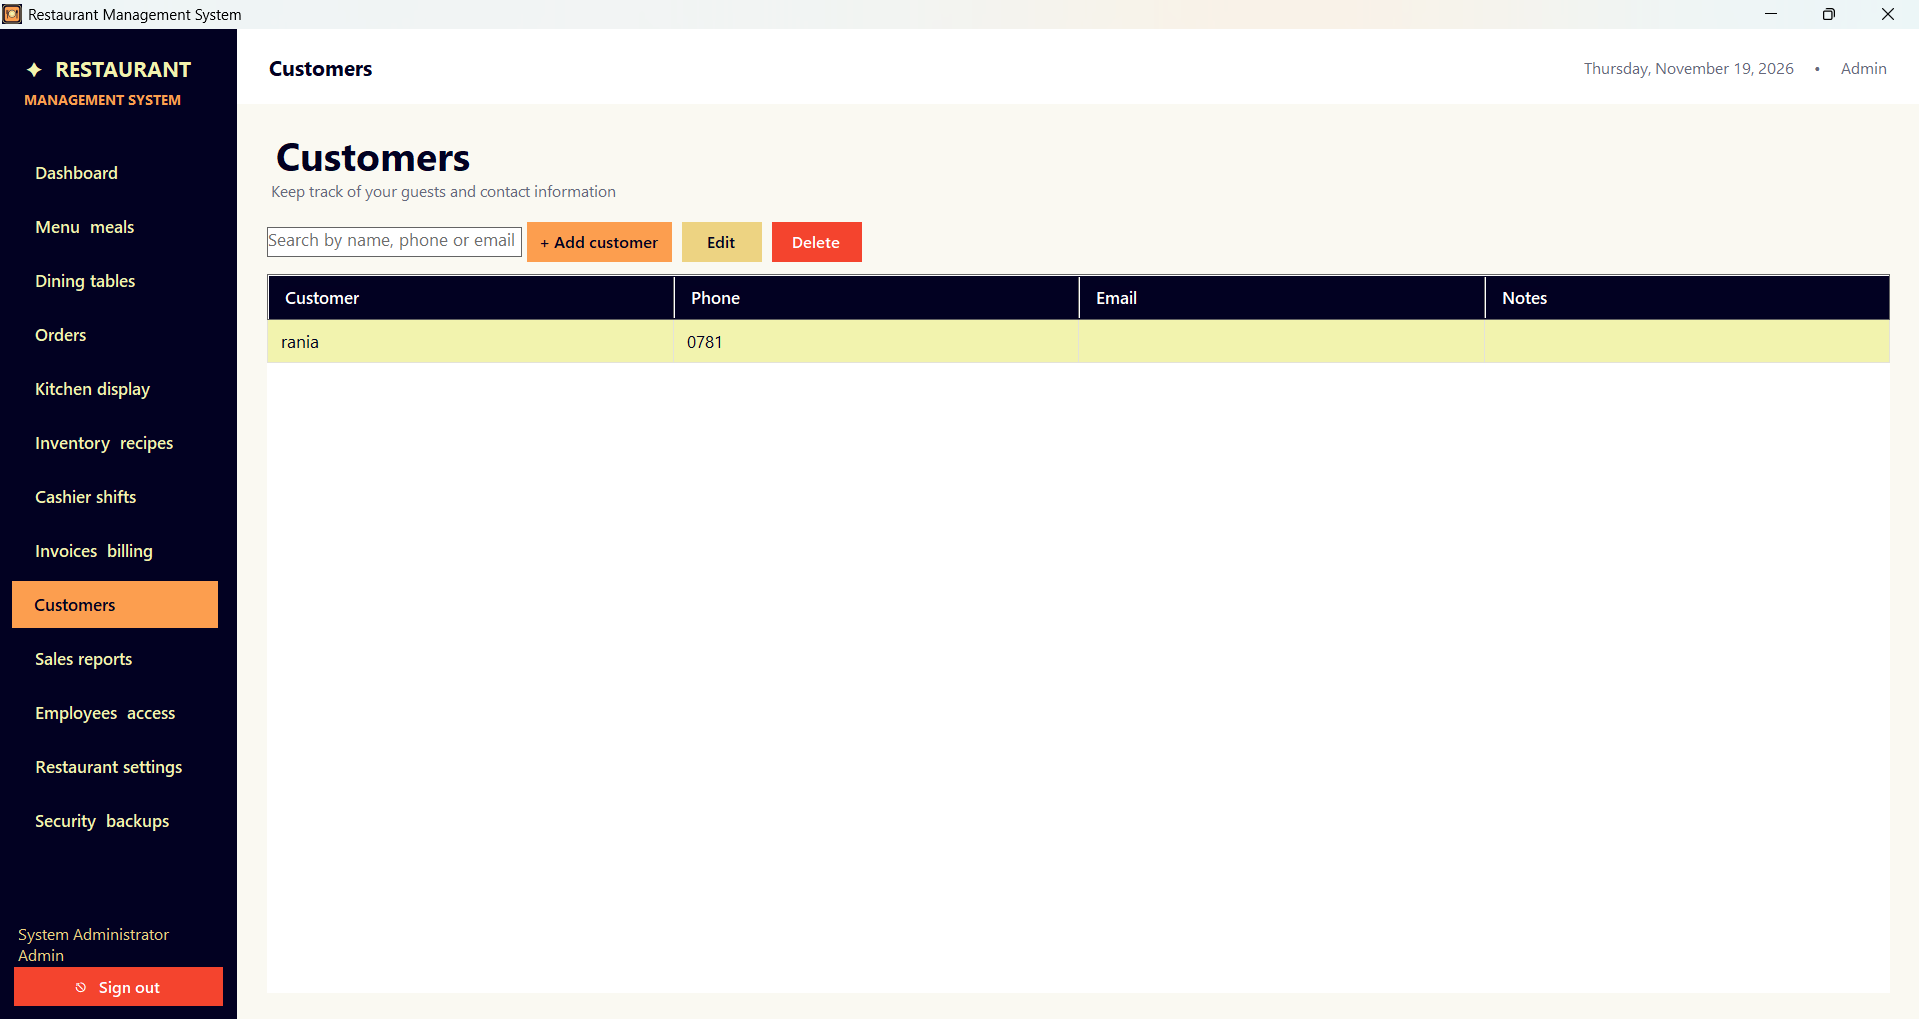 Restaurant Management System
✦ RESTAURANT
MANAGEMENT SYSTEM
Dashboard
Menu meals
Dining tables
Orders
Kitchen display
Inventory recipes
Cashier shifts
Invoices billing
Customers
Sales reports
Employees access
Restaurant settings
Security backups
System Administrator
Admin
Sign out
Customers
Thursday, November 19, 2026 • Admin
Customers
Keep track of your guests and contact information
Search by name, phone or email + Add customer Edit Delete
Customer Phone Email Notes
rania 0781